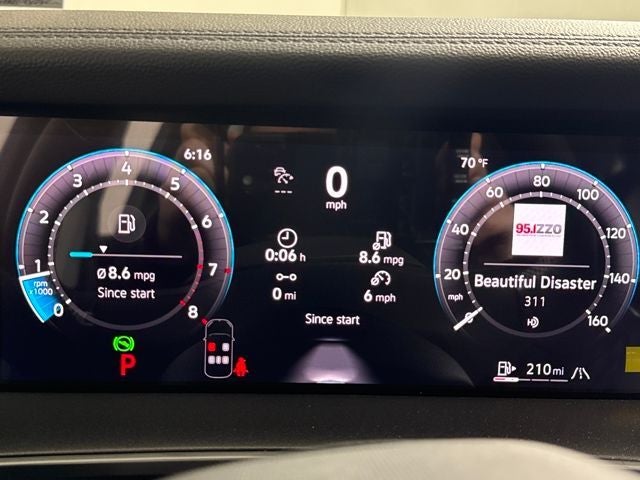 6:16
0
mph
70 °F
0
1
2
3
4
5
6
7
8
rpm
x1000
Ø8.6 mpg
Since start
0:06 h
8.6 mpg
0 mi
6 mph
Since start
0
20
40
60
80
100
120
140
160
mph
95.1ZZO
Beautiful Disaster
311
P
210 mi